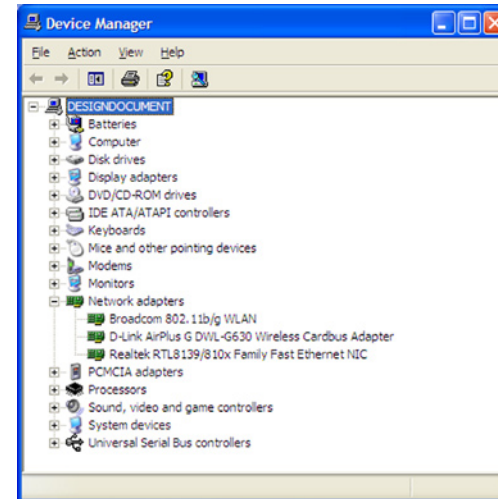 Device Manager
File Action View Help
DESIGNDOCUMENT
Batteries
Computer
Disk drives
Display adapters
DVD/CD-ROM drives
IDE ATA/ATAPI controllers
Keyboards
Mice and other pointing devices
Modems
Monitors
Network adapters
Broadcom 802.11b/g WLAN
D-Link AirPlus G DWL-G630 Wireless Cardbus Adapter
Realtek RTL8139/810x Family Fast Ethernet NIC
PCMCIA adapters
Processors
Sound, video and game controllers
System devices
Universal Serial Bus controllers